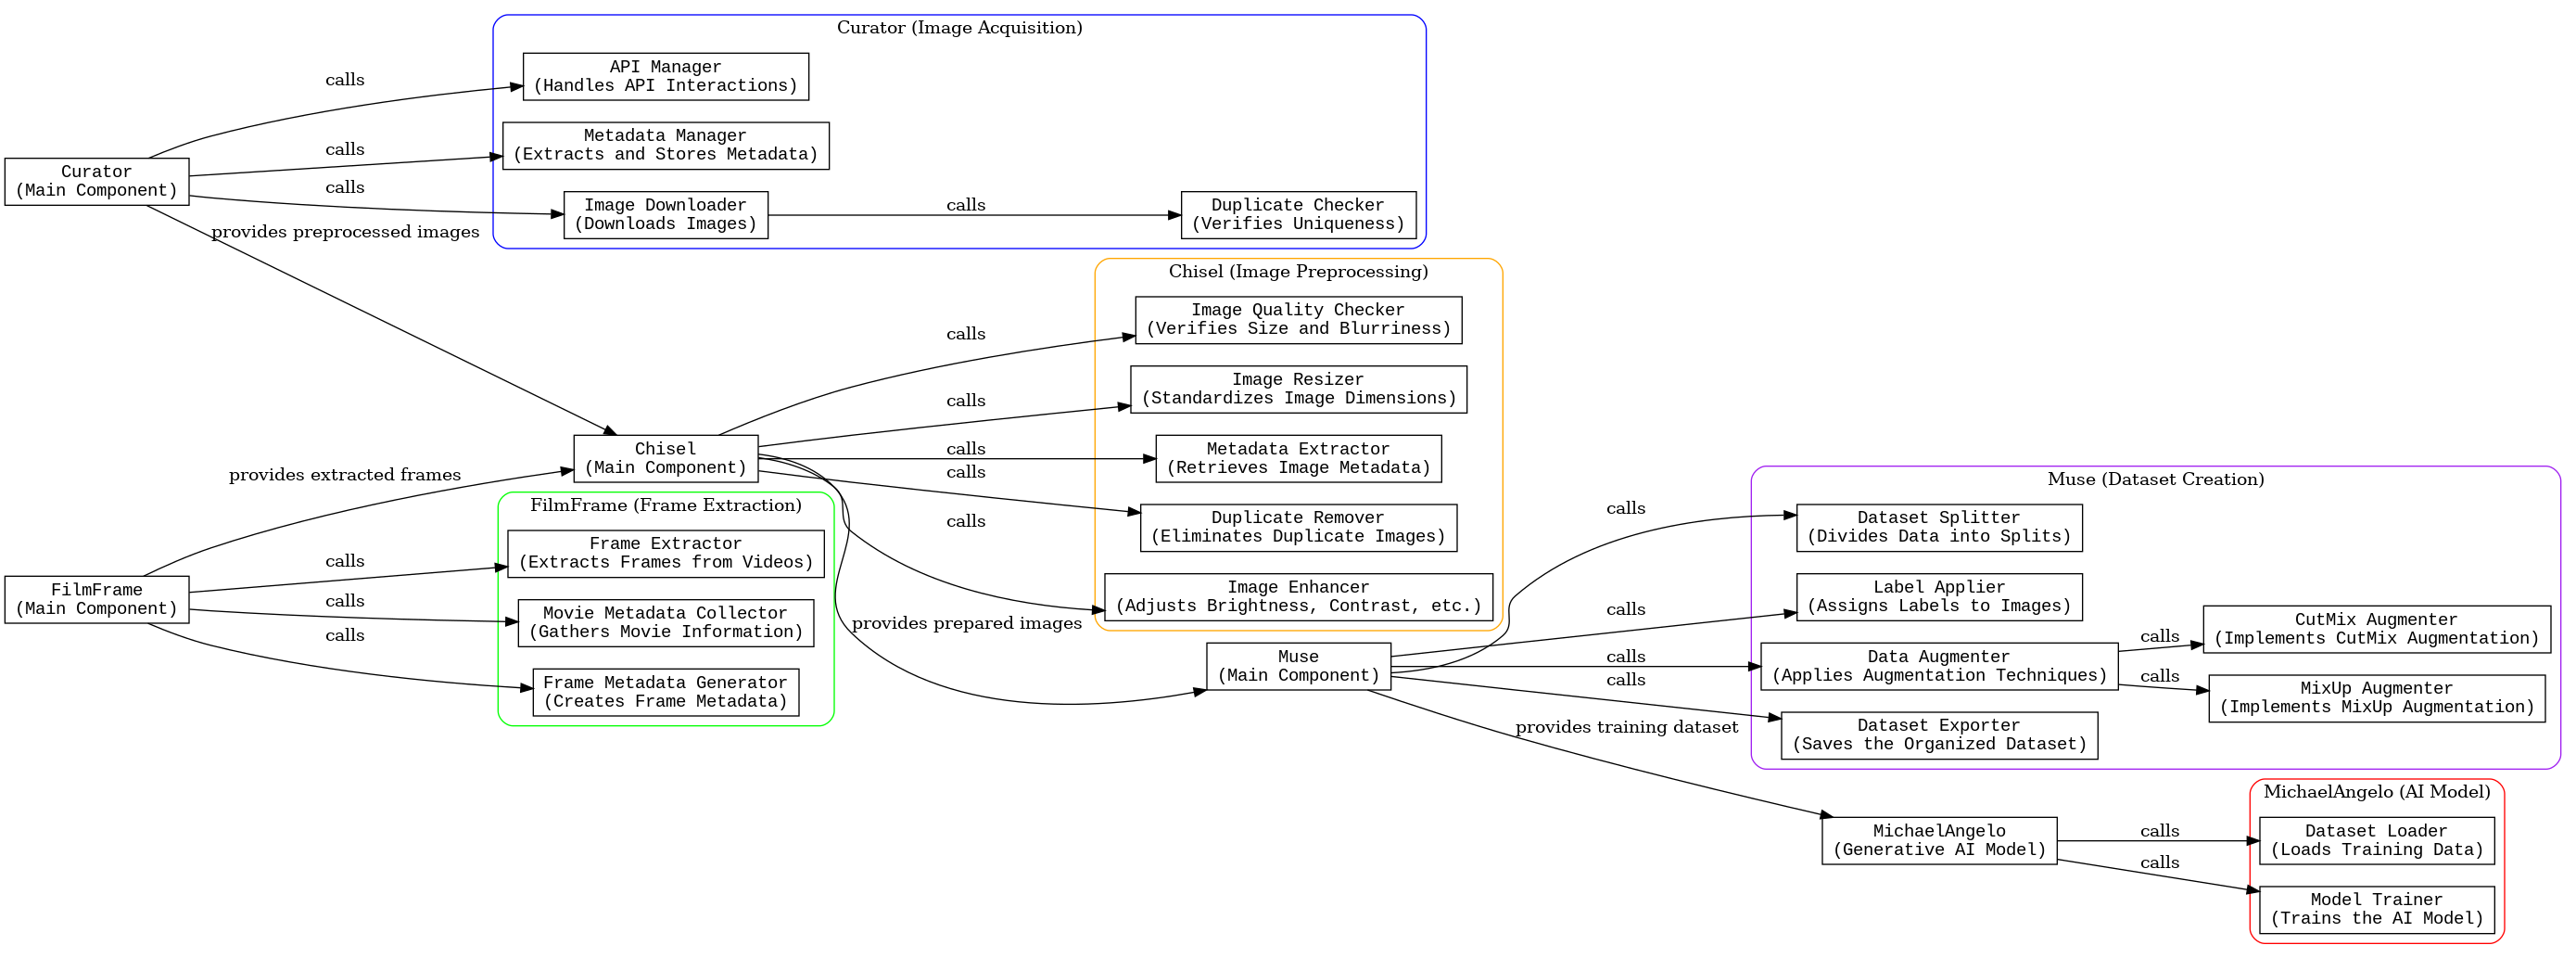 Curator (Image Acquisition)
API Manager
(Handles API Interactions)
calls
Metadata Manager
(Extracts and Stores Metadata)
calls
Curator
(Main Component)
calls
Image Downloader
(Downloads Images)
calls
Duplicate Checker
(Verifies Uniqueness)
provides preprocessed images
Chisel (Image Preprocessing)
Image Quality Checker
(Verifies Size and Blurriness)
calls
Image Resizer
(Standardizes Image Dimensions)
calls
Chisel
(Main Component)
calls
Metadata Extractor
(Retrieves Image Metadata)
calls
provides extracted frames
Duplicate Remover
(Eliminates Duplicate Images)
calls
Image Enhancer
(Adjusts Brightness, Contrast, etc.)
FilmFrame (Frame Extraction)
Frame Extractor
(Extracts Frames from Videos)
calls
FilmFrame
(Main Component)
calls
Movie Metadata Collector
(Gathers Movie Information)
calls
Frame Metadata Generator
(Creates Frame Metadata)
provides prepared images
Muse
(Main Component)
Muse (Dataset Creation)
calls
Dataset Splitter
(Divides Data into Splits)
calls
Label Applier
(Assigns Labels to Images)
calls
Data Augmenter
(Applies Augmentation Techniques)
calls
CutMix Augmenter
(Implements CutMix Augmentation)
calls
MixUp Augmenter
(Implements MixUp Augmentation)
calls
Dataset Exporter
(Saves the Organized Dataset)
provides training dataset
MichaelAngelo (AI Model)
MichaelAngelo
(Generative AI Model)
calls
Dataset Loader
(Loads Training Data)
calls
Model Trainer
(Trains the AI Model)